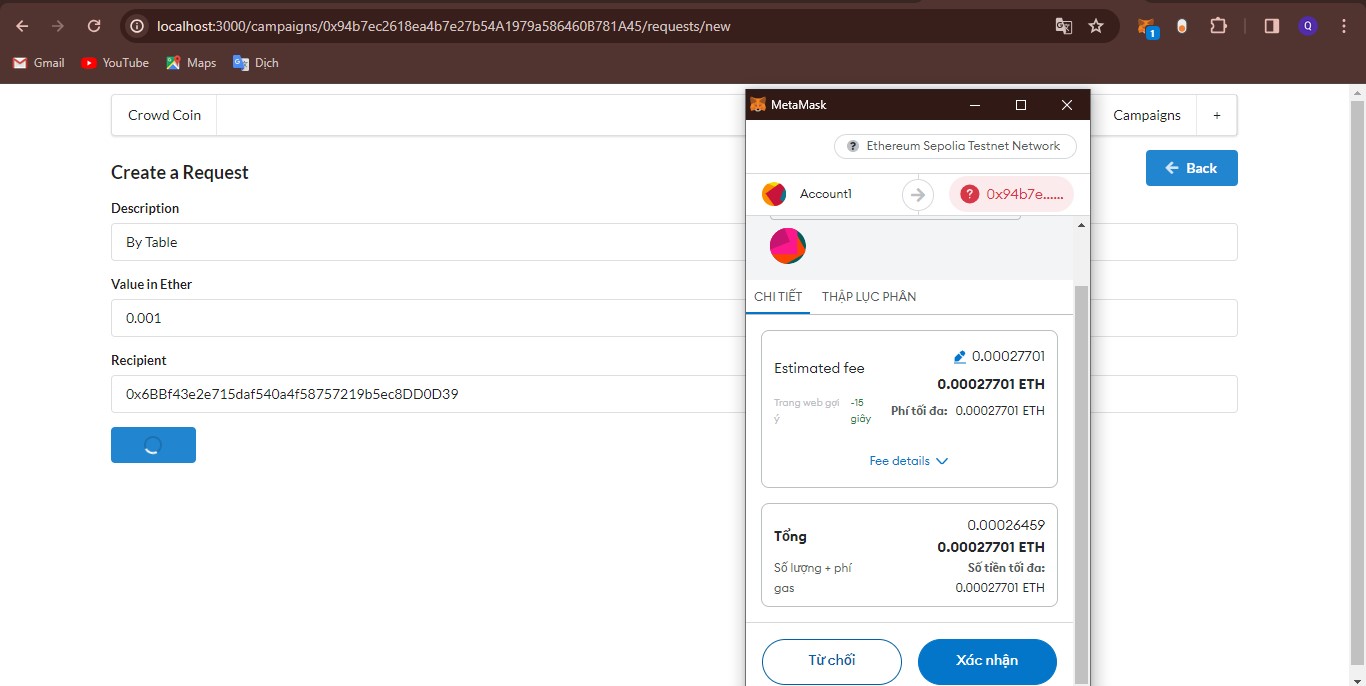 localhost:3000/campaigns/0x94b7ec2618ea4b7e27b54A1979a586460B781A45/requests/new
1
Q
Gmail
YouTube
Maps
Dịch
Crowd Coin
Campaigns
+
Create a Request
Back
Description
By Table
Value in Ether
0.001
Recipient
0x6BBf43e2e715daf540a4f58757219b5ec8DD0D39
MetaMask
? Ethereum Sepolia Testnet Network
Account1
? 0x94b7e......
CHI TIẾT THẬP LỤC PHÂN
Estimated fee
0.00027701
0.00027701 ETH
Trang web gợi ý
-15 giây
Phí tối đa: 0.00027701 ETH
Fee details
Tổng
0.00026459
0.00027701 ETH
Số lượng + phí gas
Số tiền tối đa:
0.00027701 ETH
Từ chối
Xác nhận